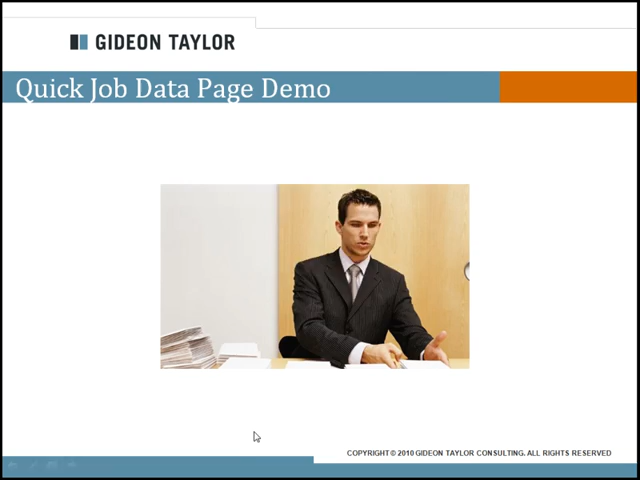 GIDEON TAYLOR
Quick Job Data Page Demo
COPYRIGHT © 2010 GIDEON TAYLOR CONSULTING. ALL RIGHTS RESERVED